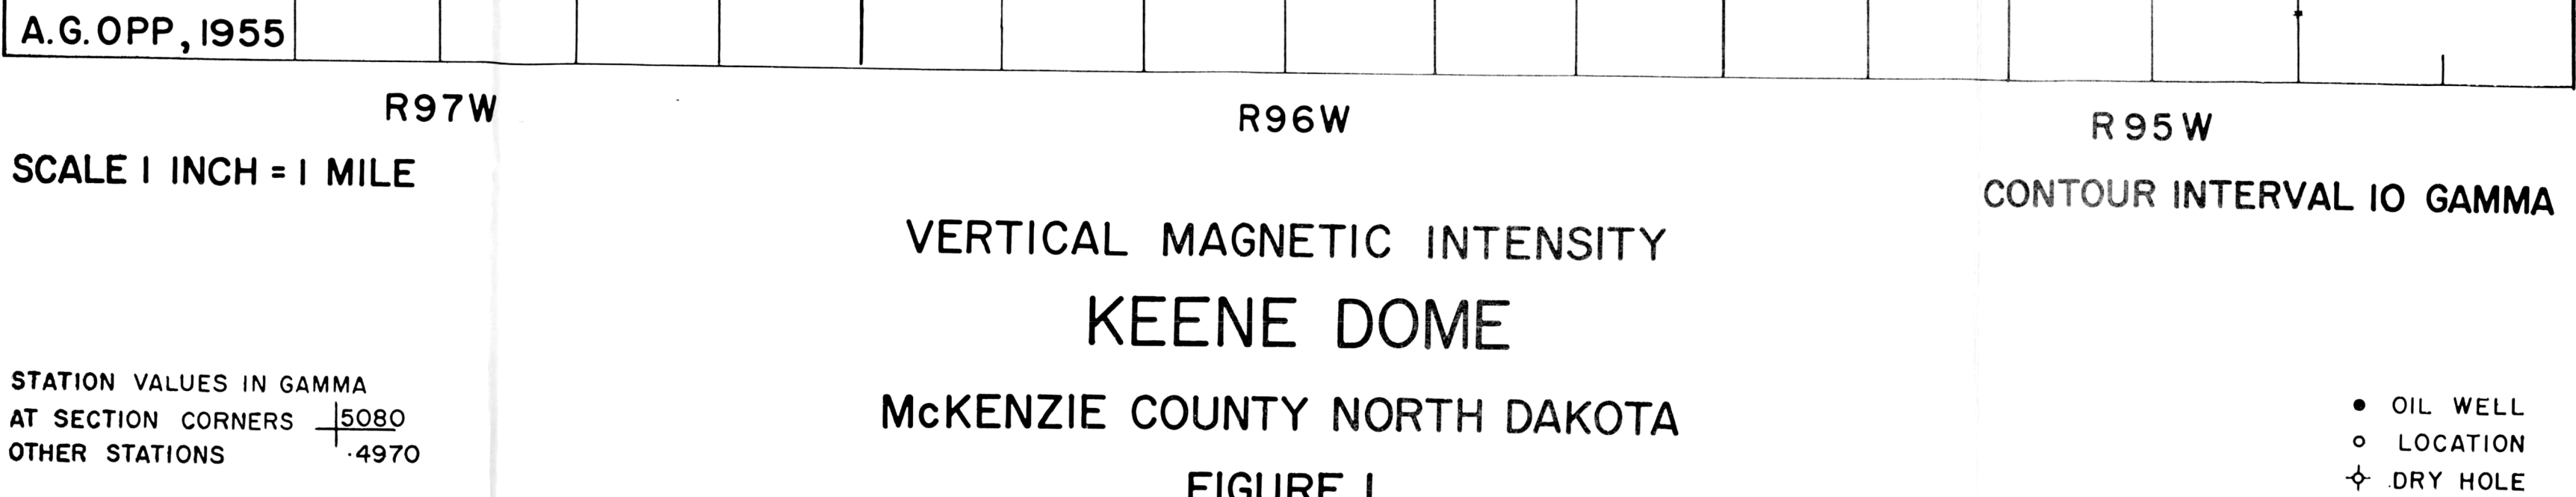 A.G.OPP, 1955
R97W
R96W
R95W
SCALE 1 INCH = 1 MILE
CONTOUR INTERVAL 10 GAMMA
VERTICAL MAGNETIC INTENSITY
KEENE DOME
McKENZIE COUNTY NORTH DAKOTA
FIGURE 1
STATION VALUES IN GAMMA
AT SECTION CORNERS 5080
OTHER STATIONS .4970
OIL WELL
LOCATION
DRY HOLE